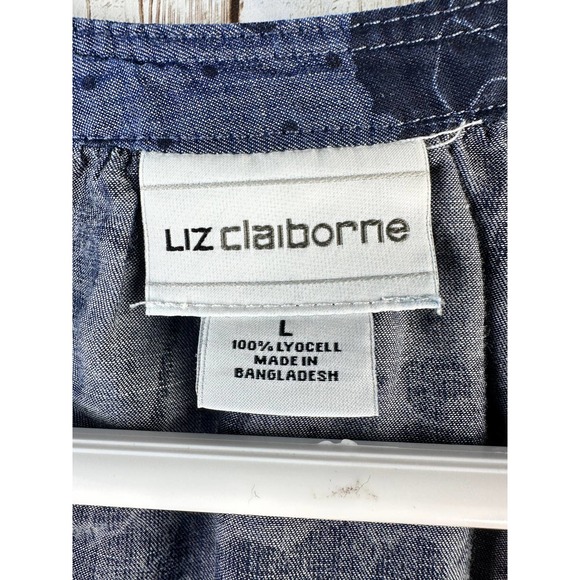 LIZ claiborne
L
100% LYOCELL
MADE IN
BANGLADESH